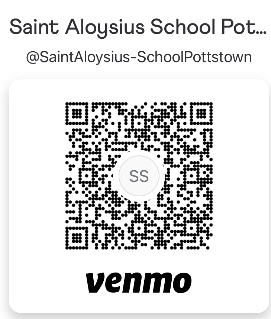 Saint Aloysius School Pot...
@SaintAloysius-SchoolPottstown
SS
venmo